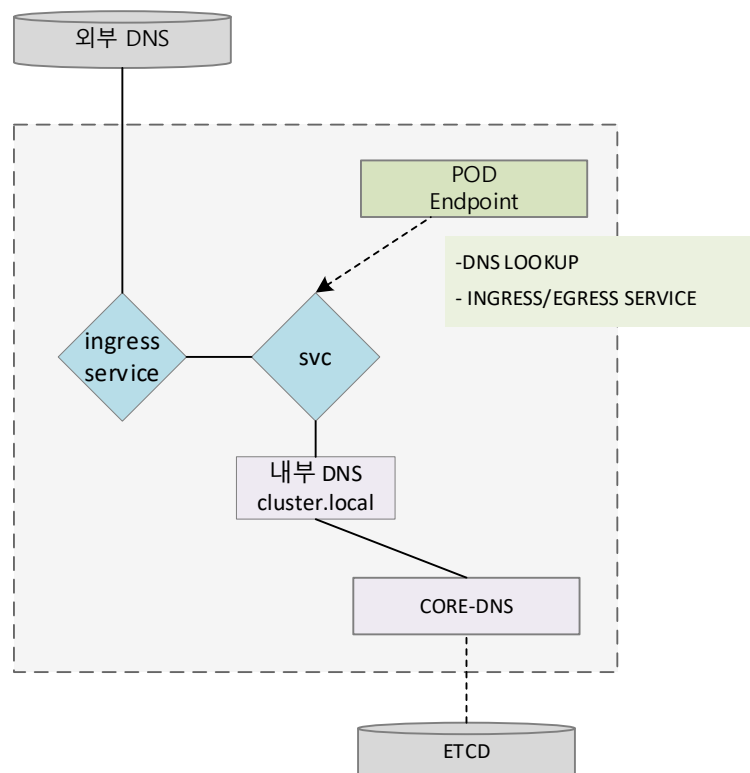 외부 DNS
POD
Endpoint
-DNS LOOKUP
- INGRESS/EGRESS SERVICE
ingress
service
svc
내부 DNS
cluster.local
CORE-DNS
ETCD